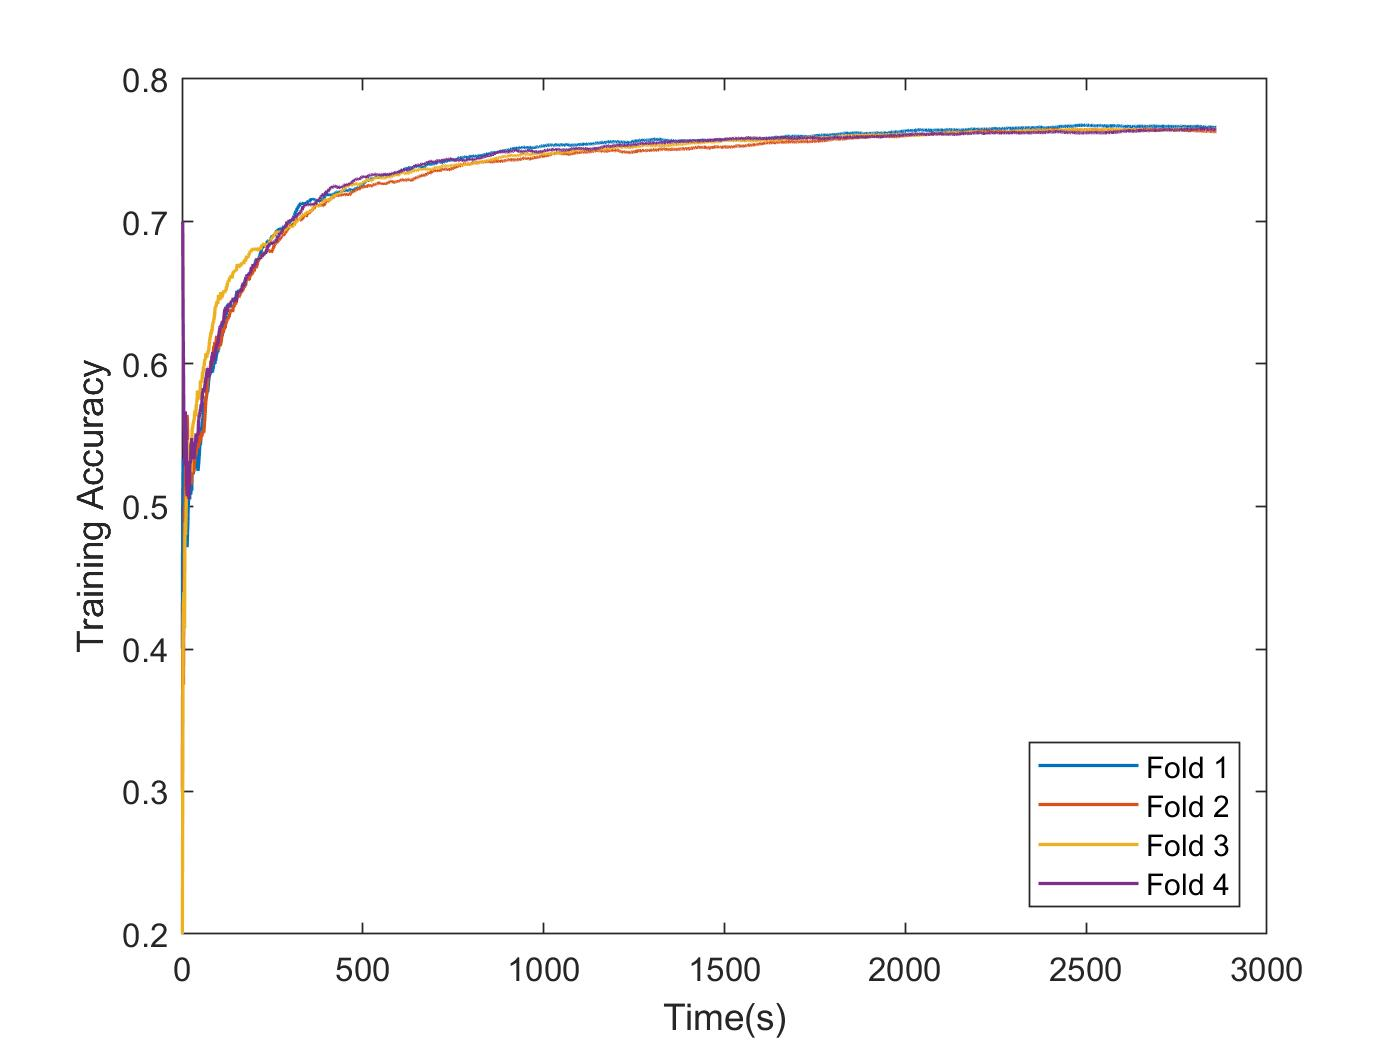 Training Accuracy
0.8
0.7
0.6
0.5
0.4
0.3
0.2
0 500 1000 1500 2000 2500 3000
Time(s)
Fold 1
Fold 2
Fold 3
Fold 4